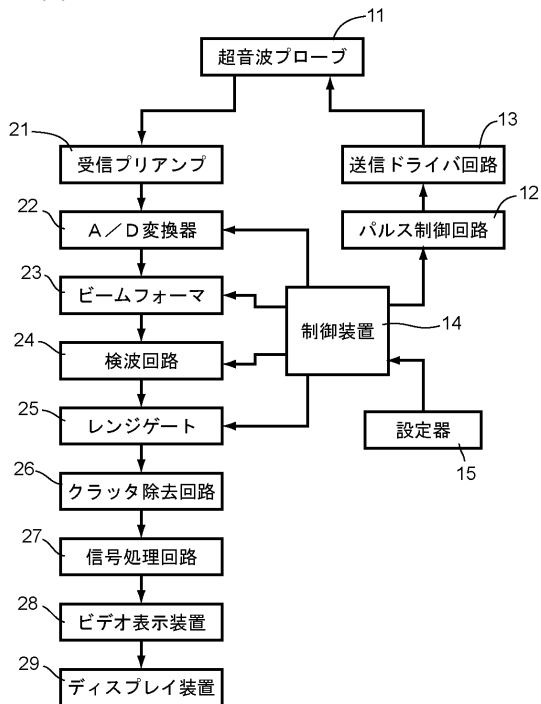 11
超音波プローブ
21
受信プリアンプ
13
送信ドライバ回路
22
A／D変換器
12
パルス制御回路
23
ビームフォーマ
14
制御装置
24
検波回路
25
レンジゲート
設定器
15
26
クラッタ除去回路
27
信号処理回路
28
ビデオ表示装置
29
ディスプレイ装置